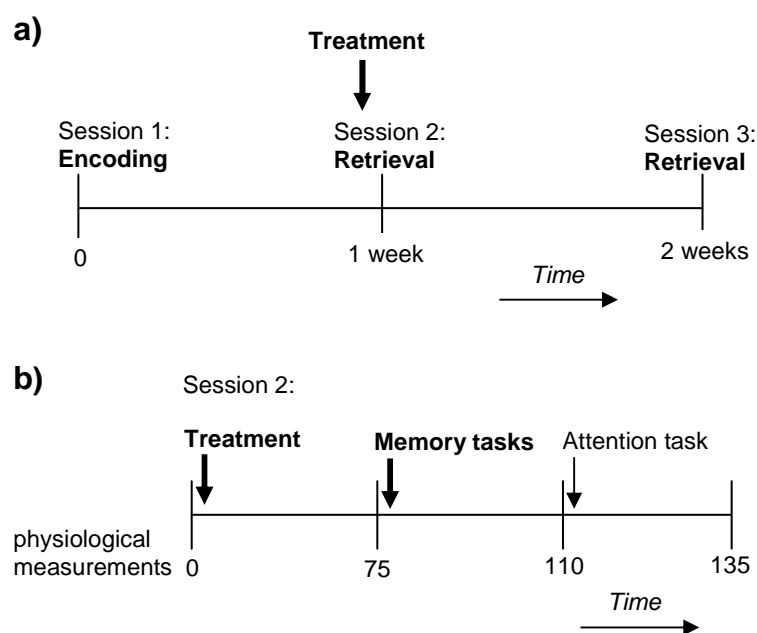 a)
Treatment
Session 1:
Encoding
Session 2:
Retrieval
Session 3:
Retrieval
0
1 week
2 weeks
Time
b)
Session 2:
Treatment
Memory tasks
Attention task
physiological
measurements
0
75
110
135
Time